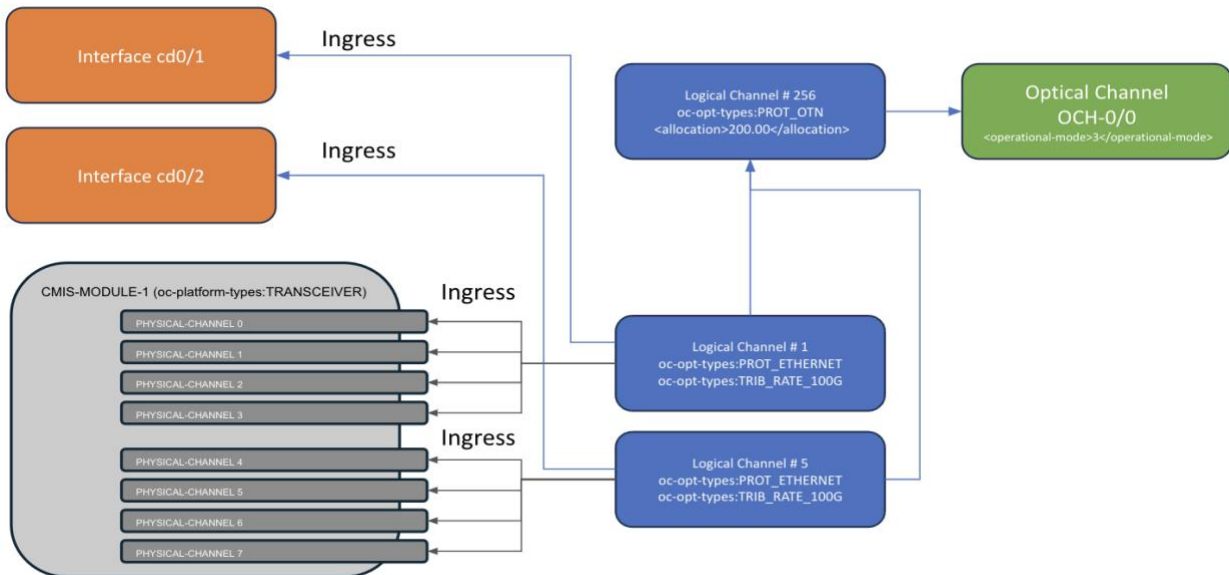 Interface cd0/1
Ingress
Interface cd0/2
Ingress
Logical Channel # 256
oc-opt-types:PROT_OTN
<allocation>200.00</allocation>
Optical Channel
OCH-0/0
<operational-mode>3</operational-mode>
CMIS-MODULE-1 (oc-platform-types:TRANSCEIVER)
Ingress
PHYSICAL-CHANNEL 0
PHYSICAL-CHANNEL 1
PHYSICAL-CHANNEL 2
PHYSICAL-CHANNEL 3
Ingress
PHYSICAL-CHANNEL 4
PHYSICAL-CHANNEL 5
PHYSICAL-CHANNEL 6
PHYSICAL-CHANNEL 7
Logical Channel # 1
oc-opt-types:PROT_ETHERNET
oc-opt-types:TRIB_RATE_100G
Logical Channel # 5
oc-opt-types:PROT_ETHERNET
oc-opt-types:TRIB_RATE_100G